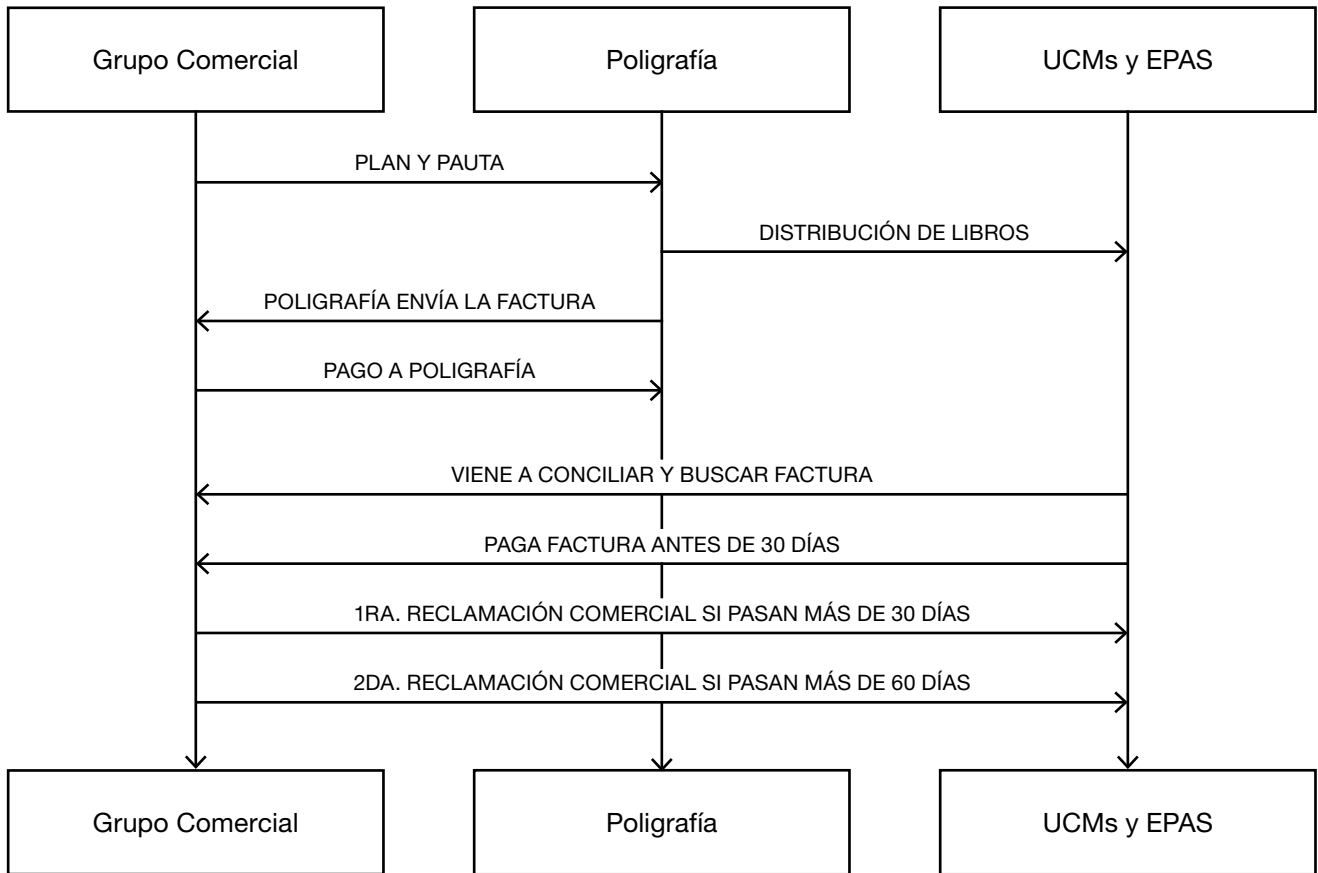 Grupo Comercial
Poligrafía
UCMs y EPAS
PLAN Y PAUTA
DISTRIBUCIÓN DE LIBROS
POLIGRAFÍA ENVÍA LA FACTURA
PAGO A POLIGRAFÍA
VIENE A CONCILIAR Y BUSCAR FACTURA
PAGA FACTURA ANTES DE 30 DÍAS
1RA. RECLAMACIÓN COMERCIAL SI PASAN MÁS DE 30 DÍAS
2DA. RECLAMACIÓN COMERCIAL SI PASAN MÁS DE 60 DÍAS
Grupo Comercial
Poligrafía
UCMs y EPAS